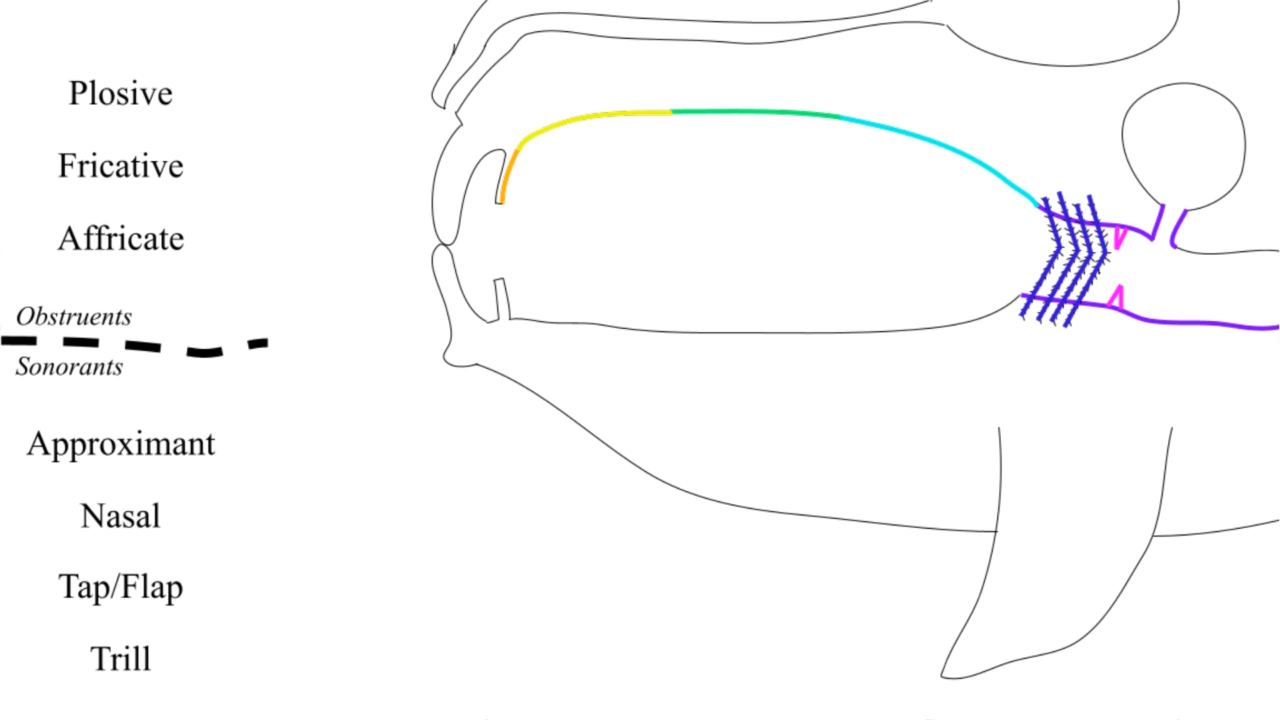 Plosive
Fricative
Affricate
Obstruents
Sonorants
Approximant
Nasal
Tap/Flap
Trill